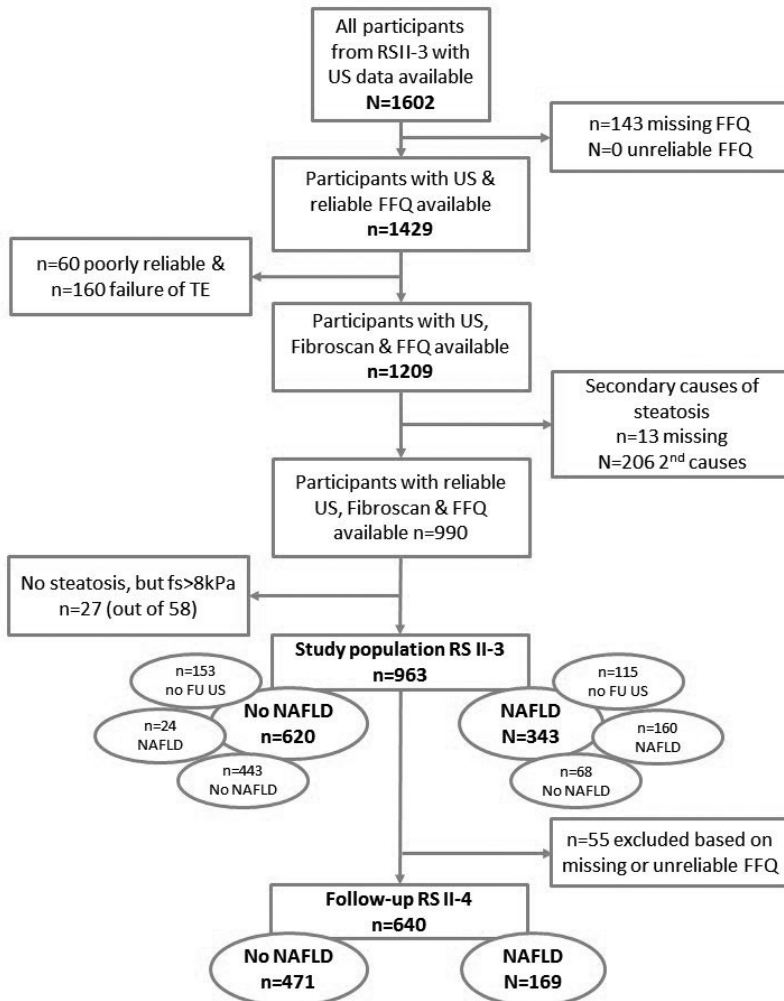 All participants
from RSII-3 with
US data available
N=1602
n=143 missing FFQ
N=0 unreliable FFQ
Participants with US &
reliable FFQ available
n=1429
n=60 poorly reliable &
n=160 failure of TE
Participants with US,
Fibroscan & FFQ available
n=1209
Secondary causes of
steatosis
n=13 missing
N=206 2nd causes
Participants with reliable
US, Fibroscan & FFQ
available n=990
No steatosis, but fs>8kPa
n=27 (out of 58)
Study population RS II-3
n=963
n=153
no FU US
No NAFLD
n=620
n=24
NAFLD
n=443
No NAFLD
n=115
no FU US
NAFLD
N=343
n=160
NAFLD
n=68
No NAFLD
n=55 excluded based on
missing or unreliable FFQ
Follow-up RS II-4
n=640
No NAFLD
n=471
NAFLD
N=169